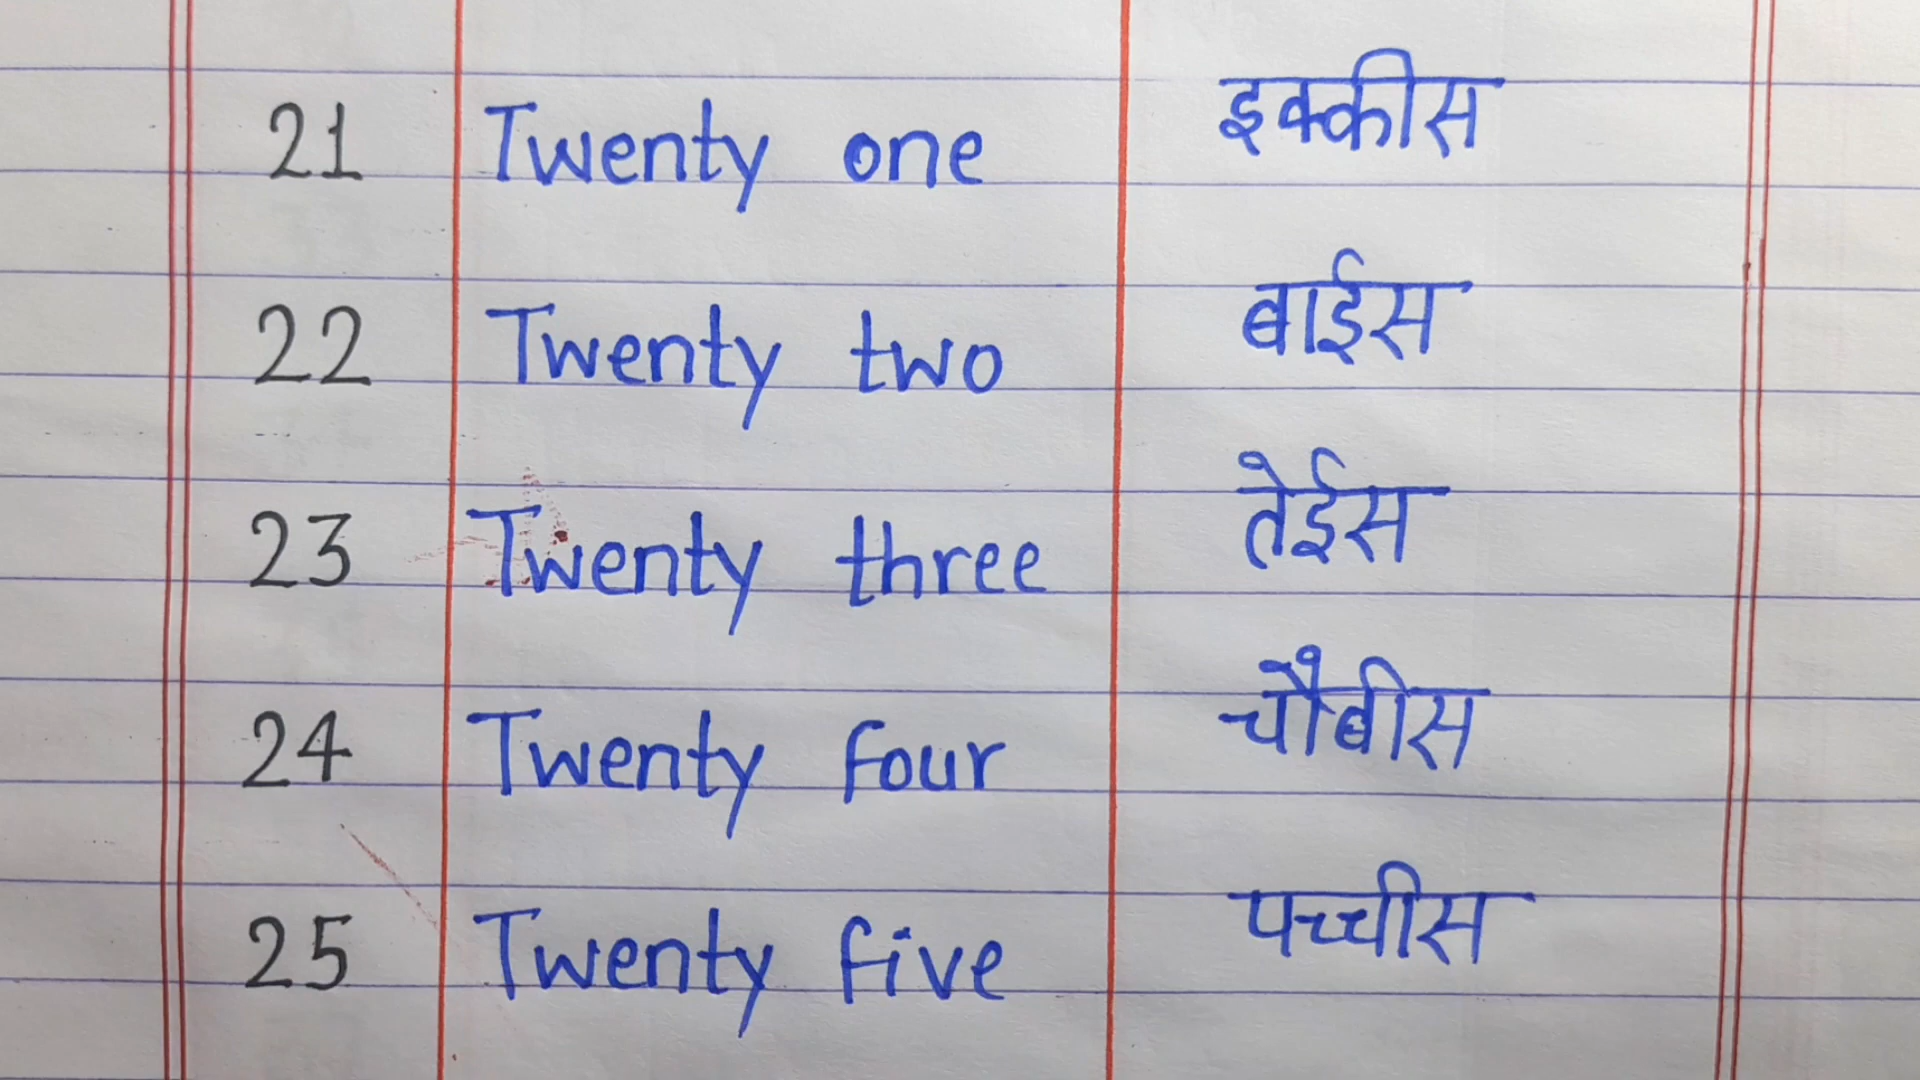 21 Twenty one इक्कीस
22 Twenty two बाईस
23 Twenty three तेईस
24 Twenty four चौबीस
25 Twenty five पच्चीस